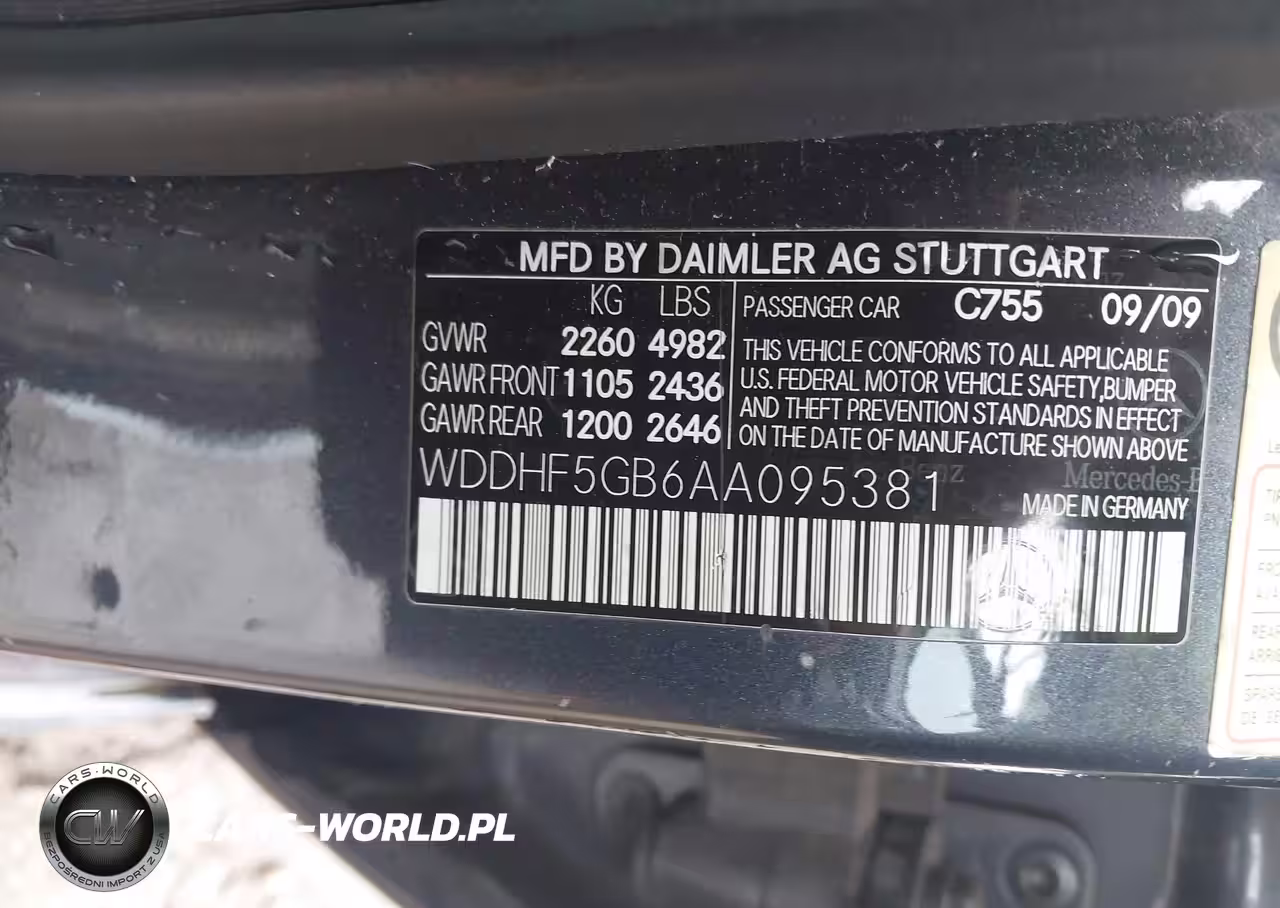 MFD BY DAIMLER AG STUTTGART
KG LBS
GVWR 2260 4982
GAWR FRONT 1105 2436
GAWR REAR 1200 2646
PASSENGER CAR C755 09/09
THIS VEHICLE CONFORMS TO ALL APPLICABLE
U.S. FEDERAL MOTOR VEHICLE SAFETY,BUMPER
AND THEFT PREVENTION STANDARDS IN EFFECT
ON THE DATE OF MANUFACTURE SHOWN ABOVE
WDDHF5GB6AA095381
Mercedes-B
MADE IN GERMANY
CARS-WORLD
CW
BEZPOŚREDNI IMPORT Z USA
CARS-WORLD.PL